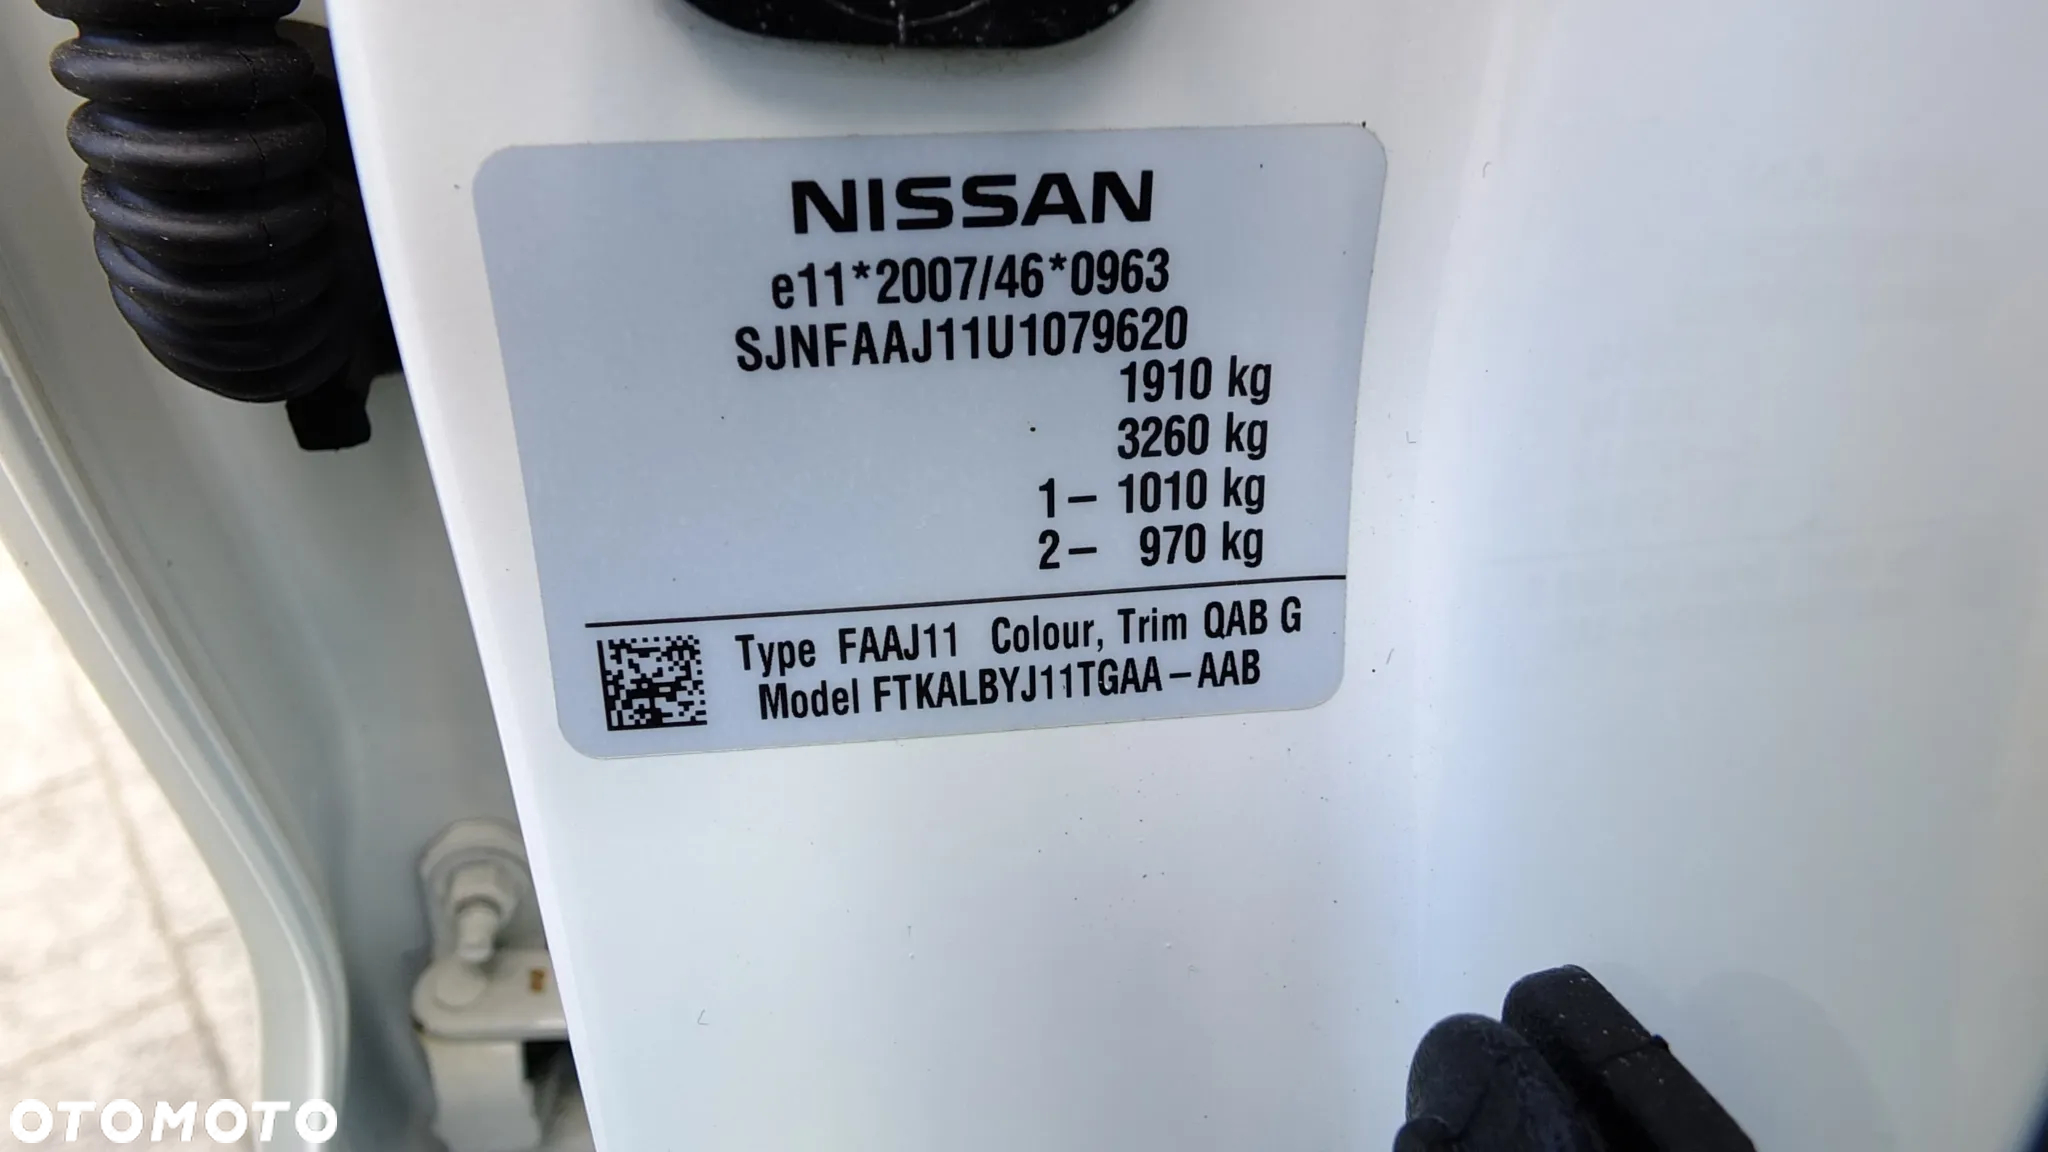 NISSAN
e11*2007/46*0963
SJNFAAJ11U1079620
1910 kg
3260 kg
1– 1010 kg
2– 970 kg
Type FAAJ11 Colour, Trim QAB G
Model FTKALBYJ11TGAA–AAB
OTOMOTO